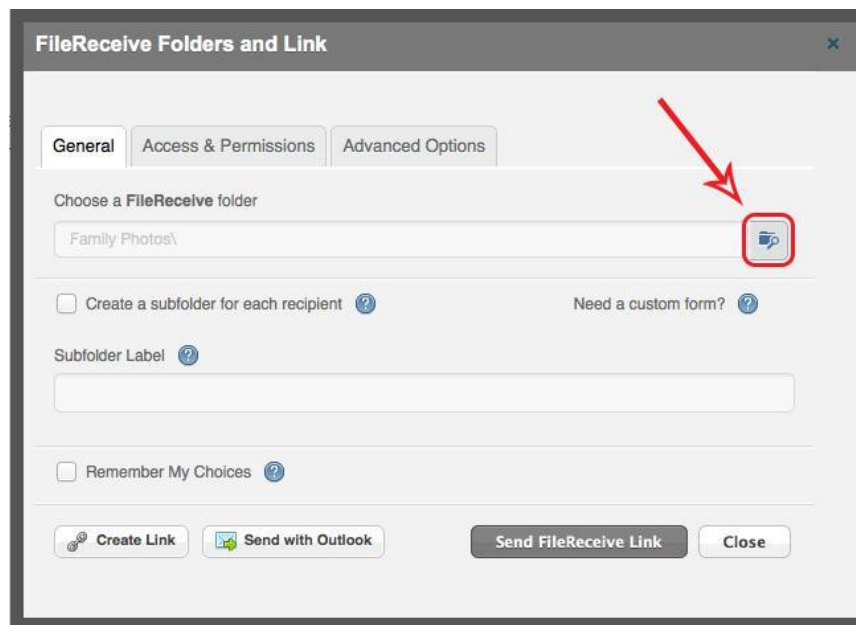 FileReceive Folders and Link
General Access & Permissions Advanced Options
Choose a FileReceive folder
Family Photos\
Create a subfolder for each recipient ? Need a custom form? ?
Subfolder Label ?
Remember My Choices ?
Create Link Send with Outlook Send FileReceive Link Close